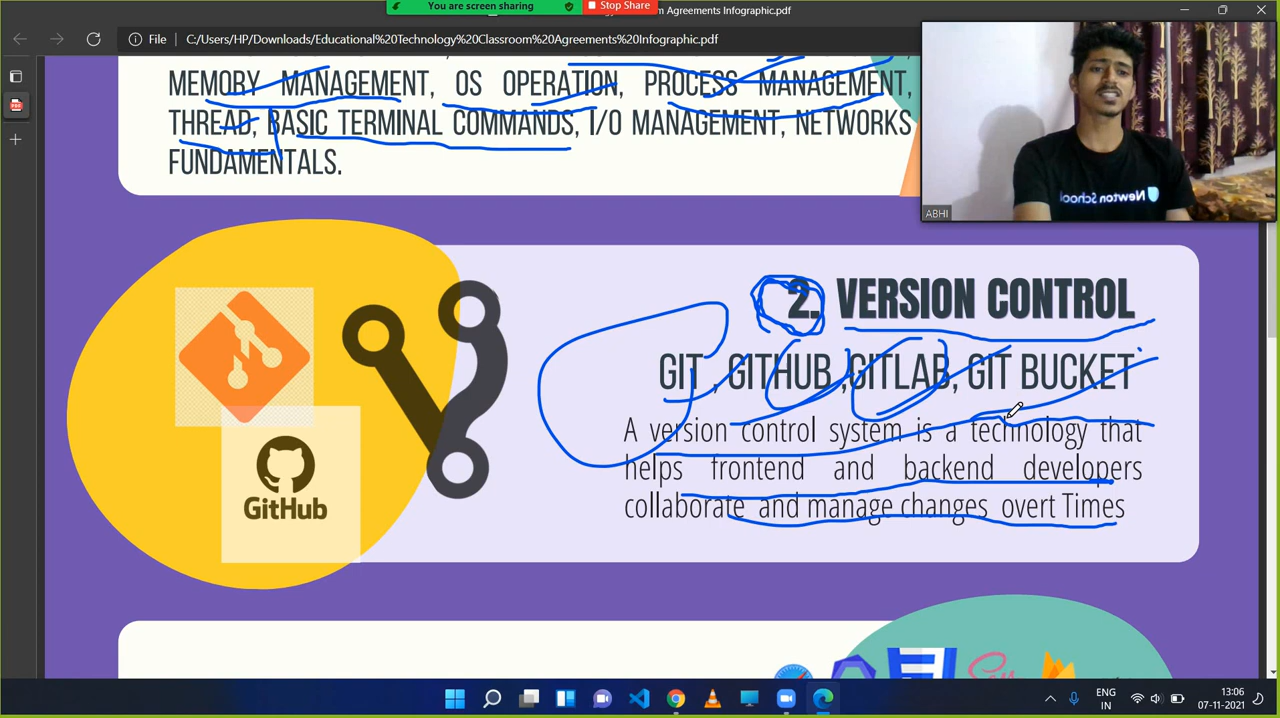 You are screen sharing
Stop Share
m Agreements Infographic.pdf
File
C:/Users/HP/Downloads/Educational%20Technology%20Classroom%20Agreements%20Infographic.pdf
MEMORY MANAGEMENT, OS OPERATION, PROCESS MANAGEMENT,
THREAD, BASIC TERMINAL COMMANDS, I/O MANAGEMENT, NETWORKS
FUNDAMENTALS.
Newton School
ABHI
2. VERSION CONTROL
GIT , GITHUB ,GITLAB, GIT BUCKET
A version control system is a technology that
helps frontend and backend developers
collaborate and manage changes overt Times
GitHub
ENG
IN
13:06
07-11-2021